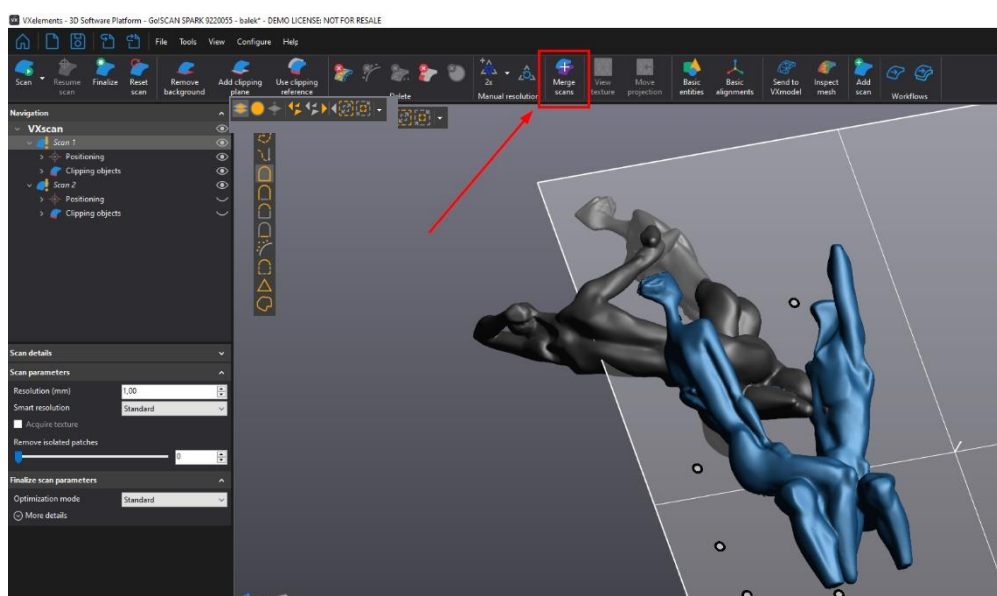 VXelements - 3D Software Platform - Go!SCAN SPARK 9220055 - balek* - DEMO LICENSE: NOT FOR RESALE
File Tools View Configure Help
Scan Resume scan Finalize Reset scan Remove background Add clipping plane Use clipping reference Delete 2x Manual resolution Merge scans View texture Move projection Basic entities Basic alignments Send to VXmodel Inspect mesh Add scan Workflows
Navigation
VXscan
Scan 1
Positioning
Clipping objects
Scan 2
Positioning
Clipping objects
Scan details
Scan parameters
Resolution (mm) 1,00
Smart resolution Standard
Acquire texture
Remove isolated patches
0
Finalize scan parameters
Optimization mode Standard
More details